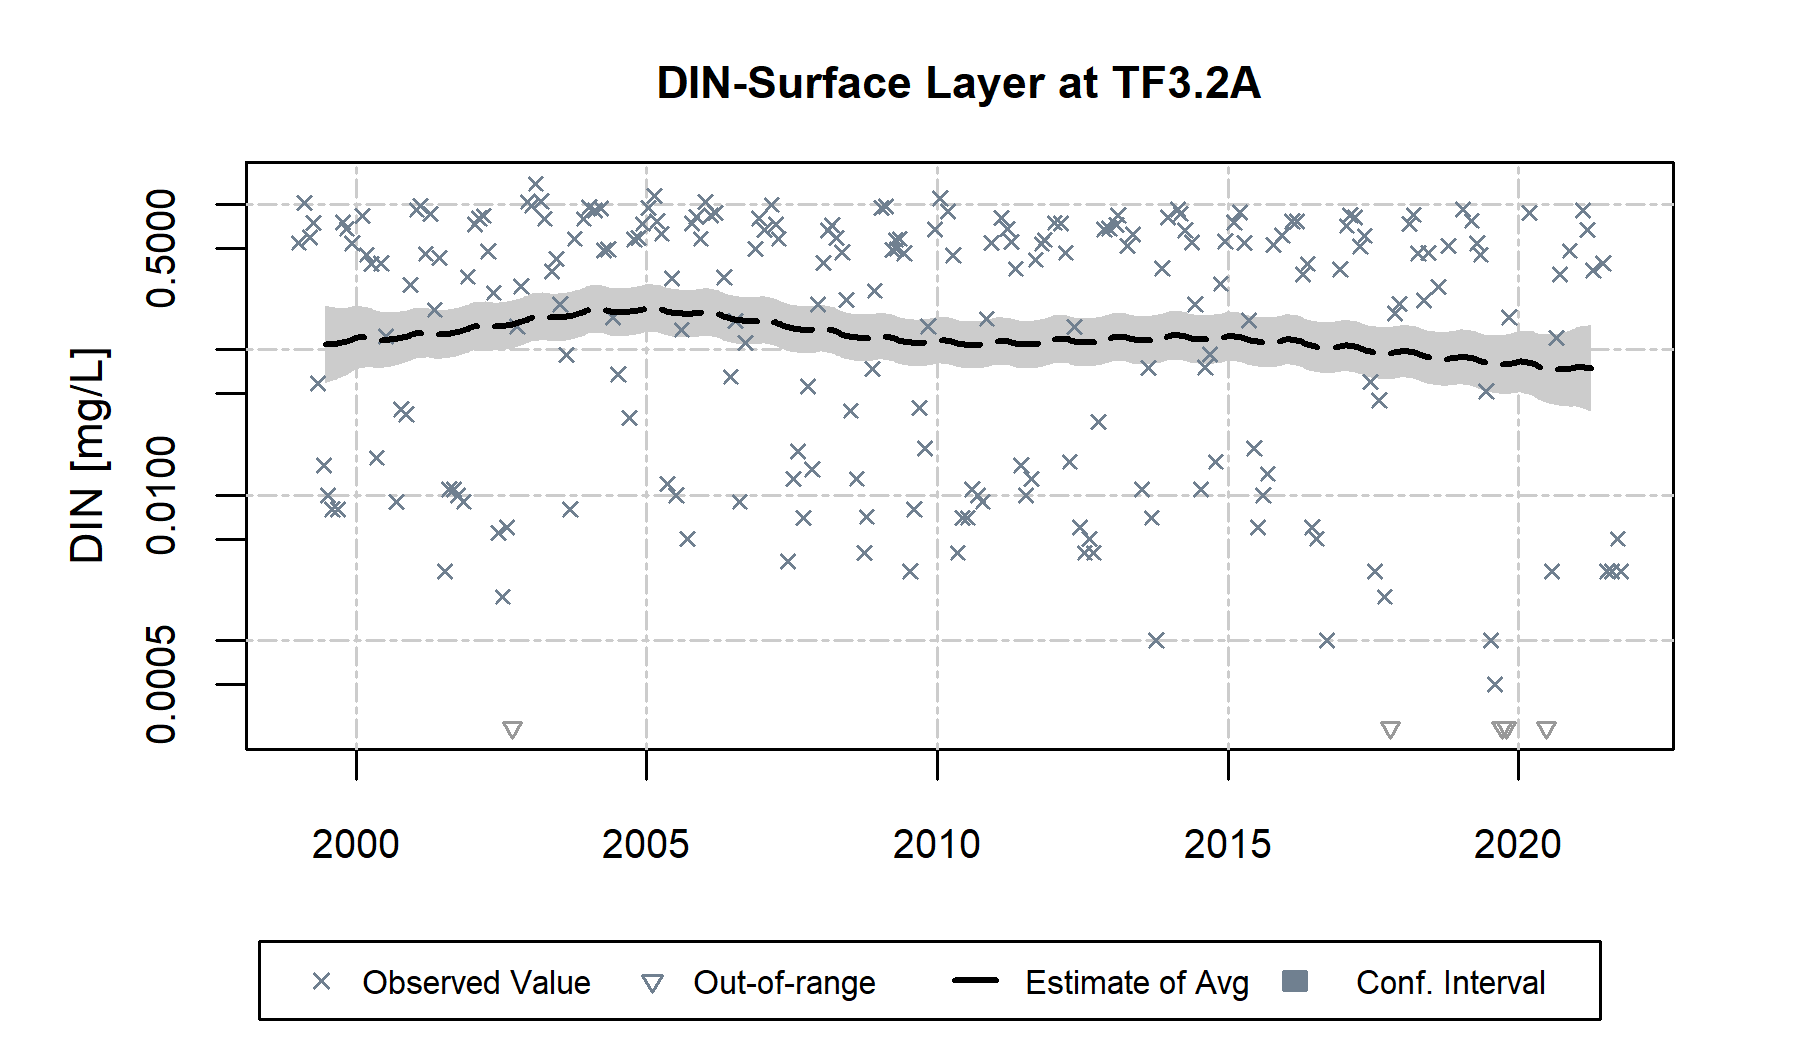 DIN-Surface Layer at TF3.2A
DIN [mg/L]
0.5000
0.0100
0.0005
2000 2005 2010 2015 2020
Observed Value Out-of-range Estimate of Avg Conf. Interval